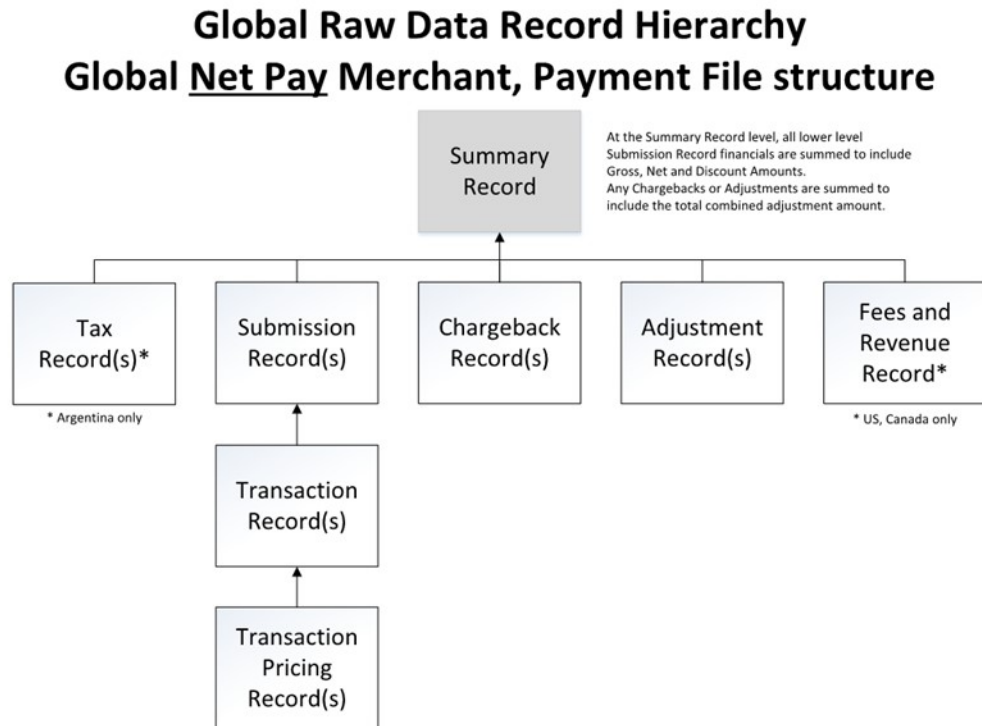 Global Raw Data Record Hierarchy
Global Net Pay Merchant, Payment File structure
Summary
Record
At the Summary Record level, all lower level
Submission Record financials are summed to include
Gross, Net and Discount Amounts.
Any Chargebacks or Adjustments are summed to
include the total combined adjustment amount.
Tax
Record(s)*
* Argentina only
Submission
Record(s)
Chargeback
Record(s)
Adjustment
Record(s)
Fees and
Revenue
Record*
* US, Canada only
Transaction
Record(s)
Transaction
Pricing
Record(s)